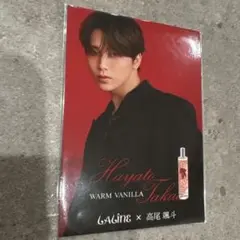 Hayato
WARM VANILLA
Takao
Laline × 高尾 颯斗